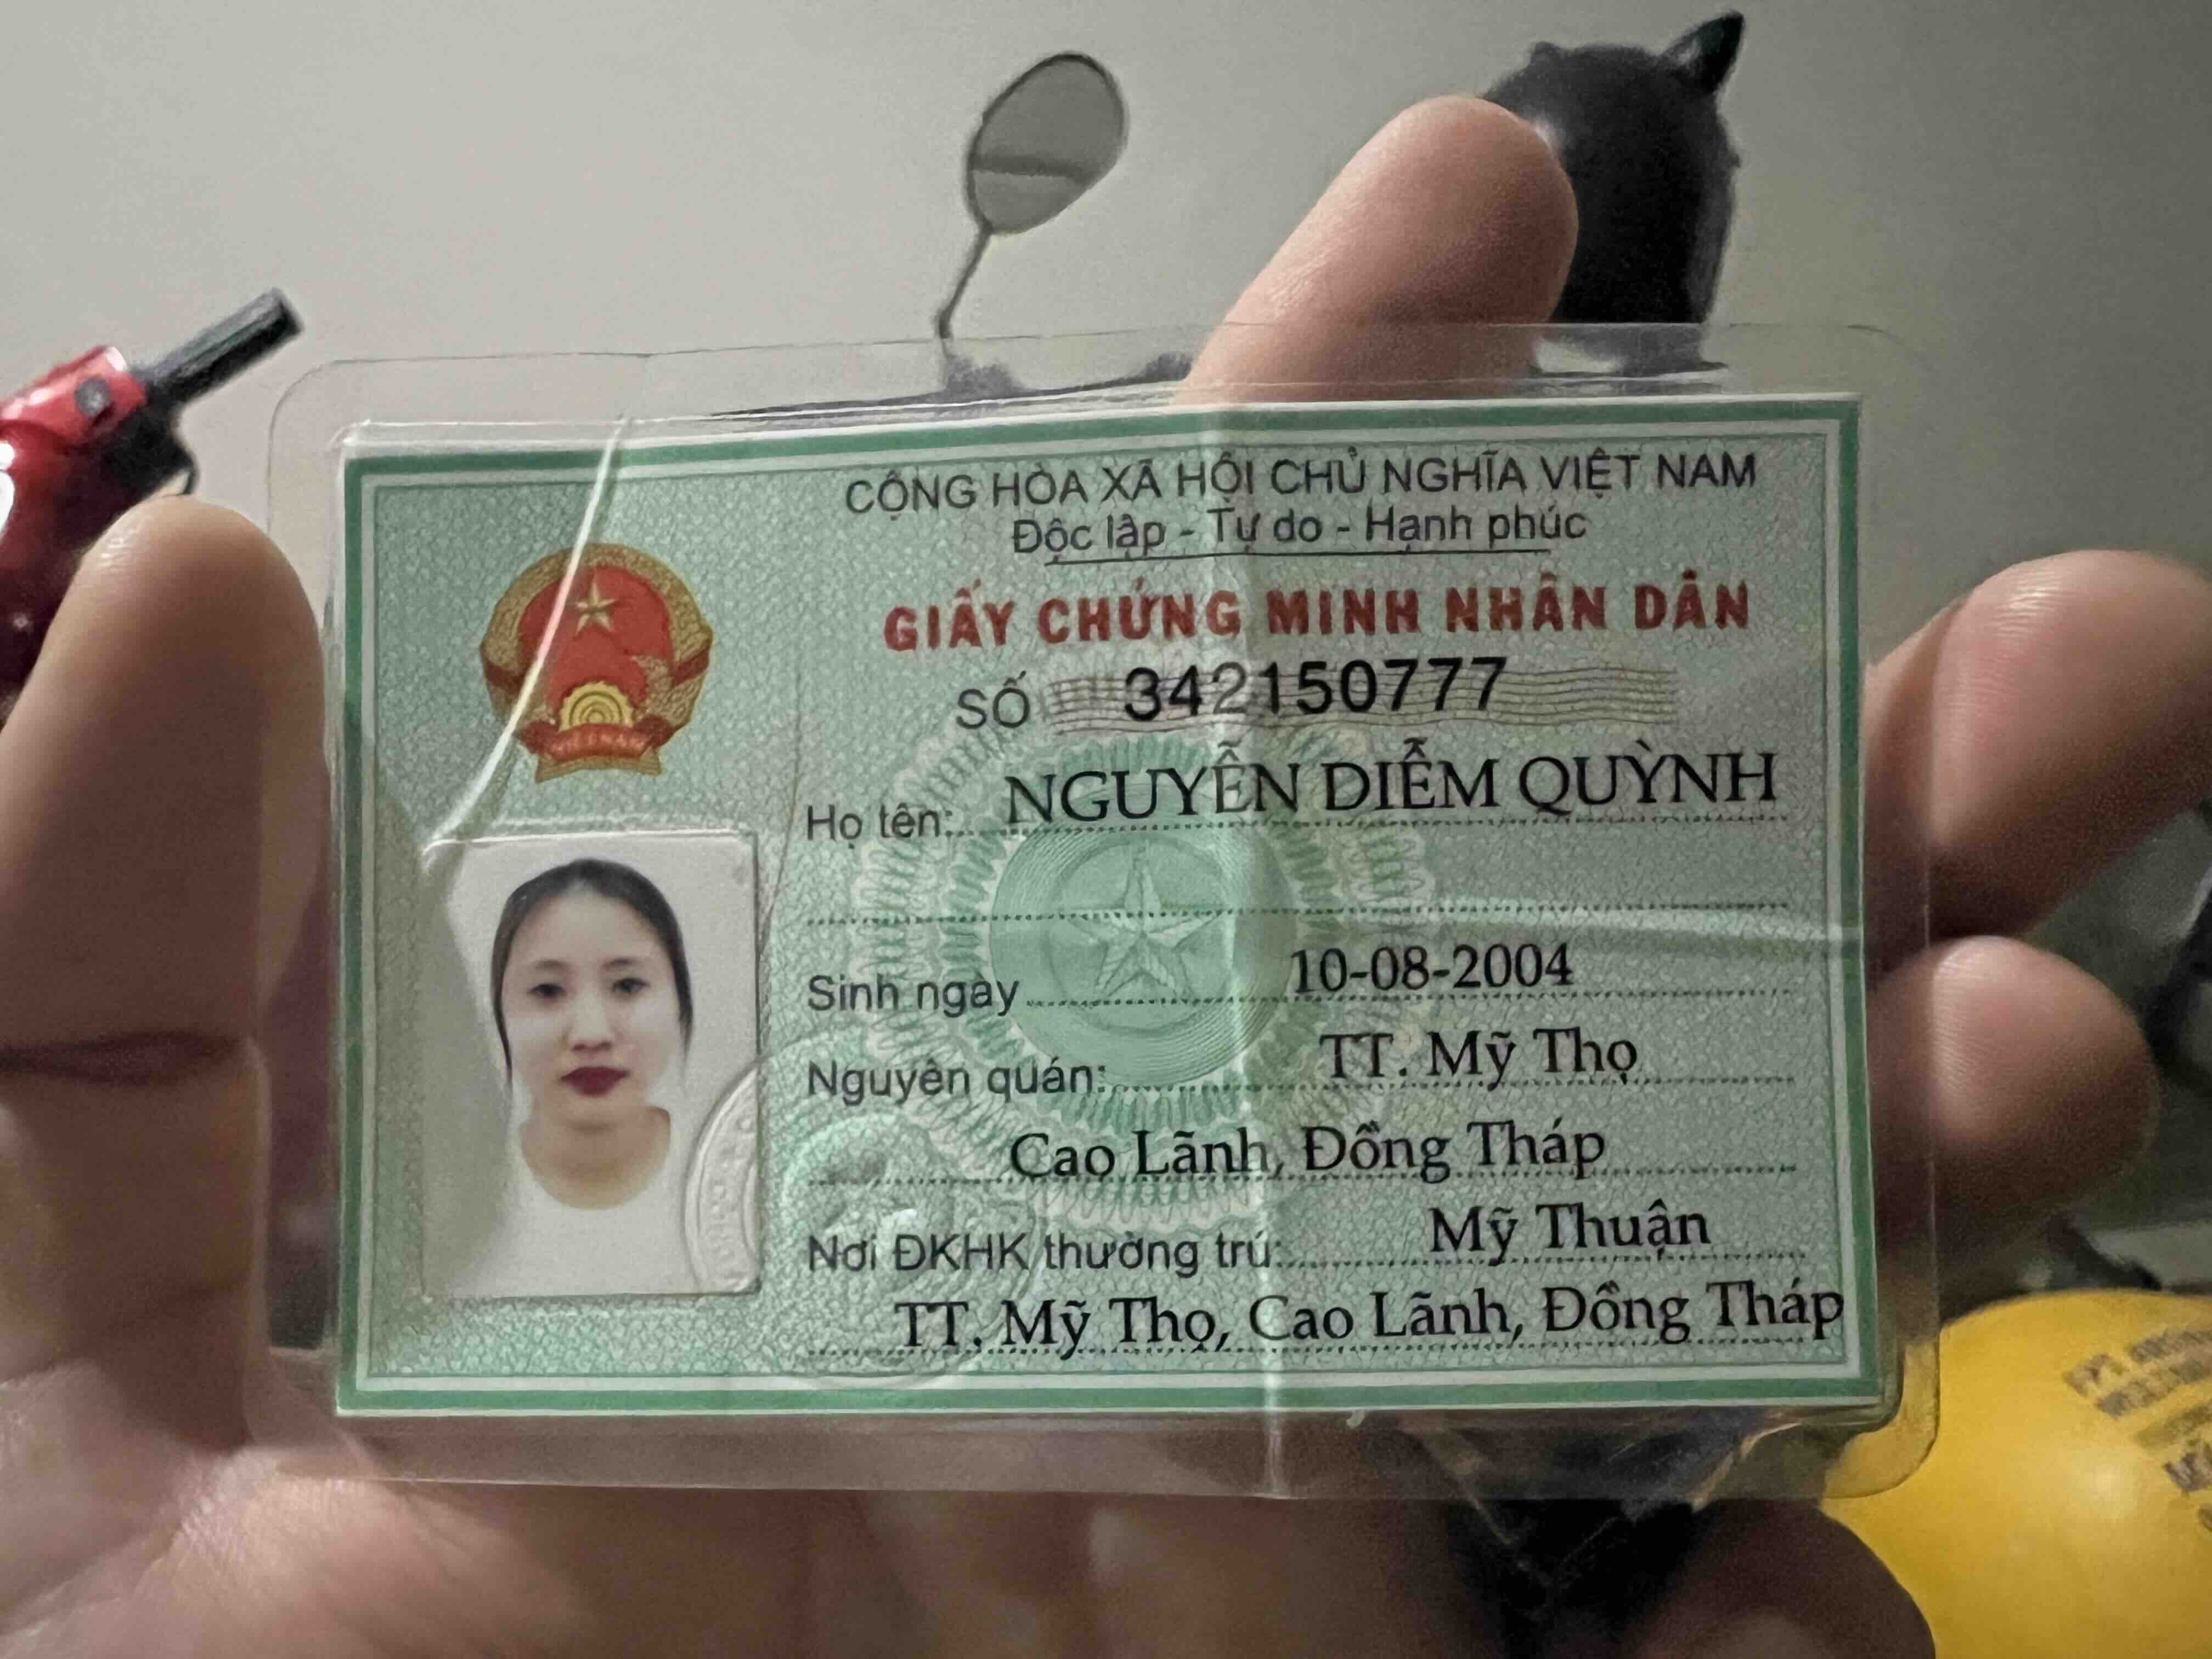 CỘNG HÒA XÃ HỘI CHỦ NGHĨA VIỆT NAM
Độc lập - Tự do - Hạnh phúc
GIẤY CHỨNG MINH NHÂN DÂN
SỐ 342150777
Họ tên: NGUYỄN DIỄM QUỲNH
Sinh ngày 10-08-2004
Nguyên quán: TT. Mỹ Thọ
Cao Lãnh, Đồng Tháp
Nơi ĐKHK thường trú: Mỹ Thuận
TT. Mỹ Thọ, Cao Lãnh, Đồng Tháp